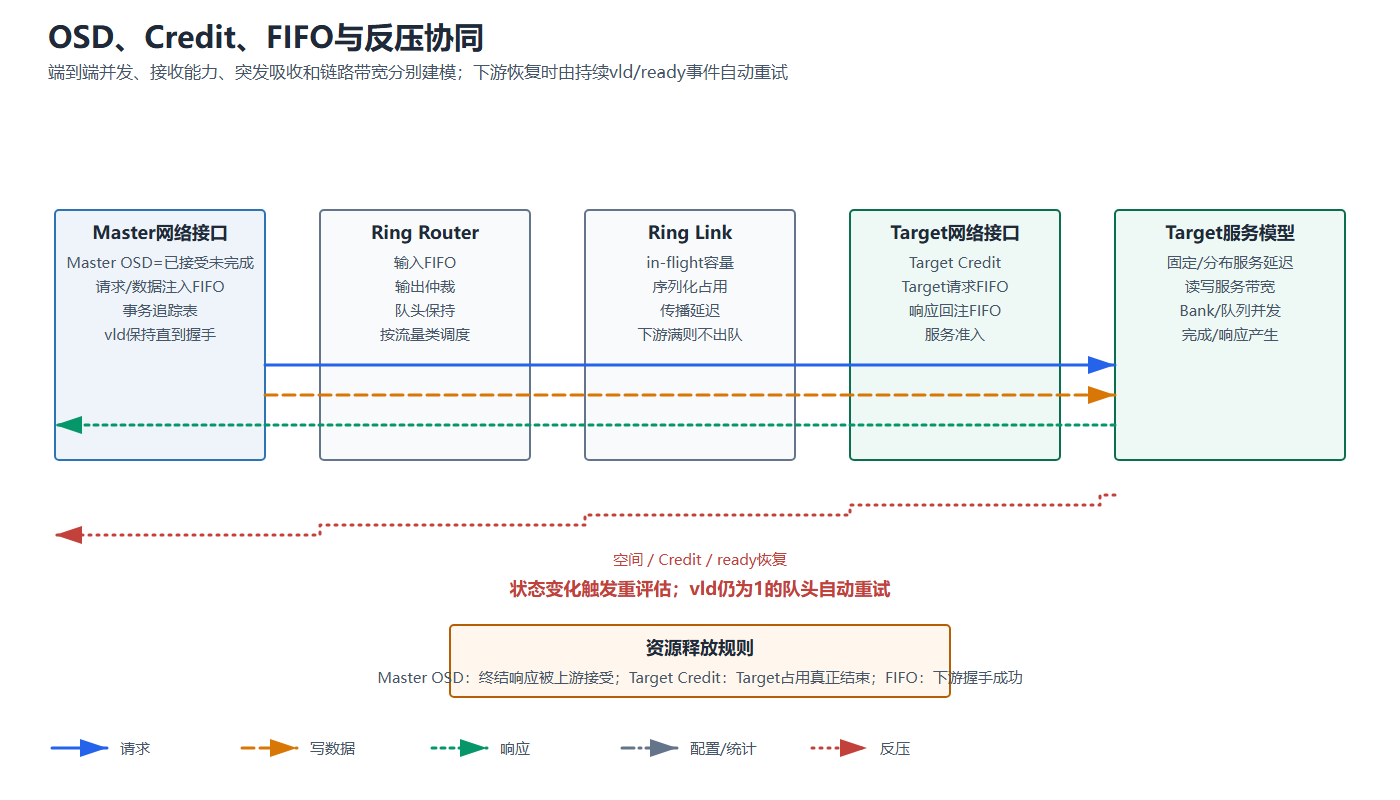 OSD、Credit、FIFO与反压协同
端到端并发、接收能力、突发吸收和链路带宽分别建模；下游恢复时由持续vld/ready事件自动重试
Master网络接口
Master OSD=已接受未完成
请求/数据注入FIFO
事务追踪表
vld保持直到握手
Ring Router
输入FIFO
输出仲裁
队头保持
按流量类调度
Ring Link
in-flight容量
序列化占用
传播延迟
下游满则不出队
Target网络接口
Target Credit
Target请求FIFO
响应回注FIFO
服务准入
Target服务模型
固定/分布服务延迟
读写服务带宽
Bank/队列并发
完成/响应产生
空间 / Credit / ready恢复
状态变化触发重评估；vld仍为1的队头自动重试
资源释放规则
Master OSD：终结响应被上游接受；Target Credit：Target占用真正结束；FIFO：下游握手成功
请求
写数据
响应
配置/统计
反压